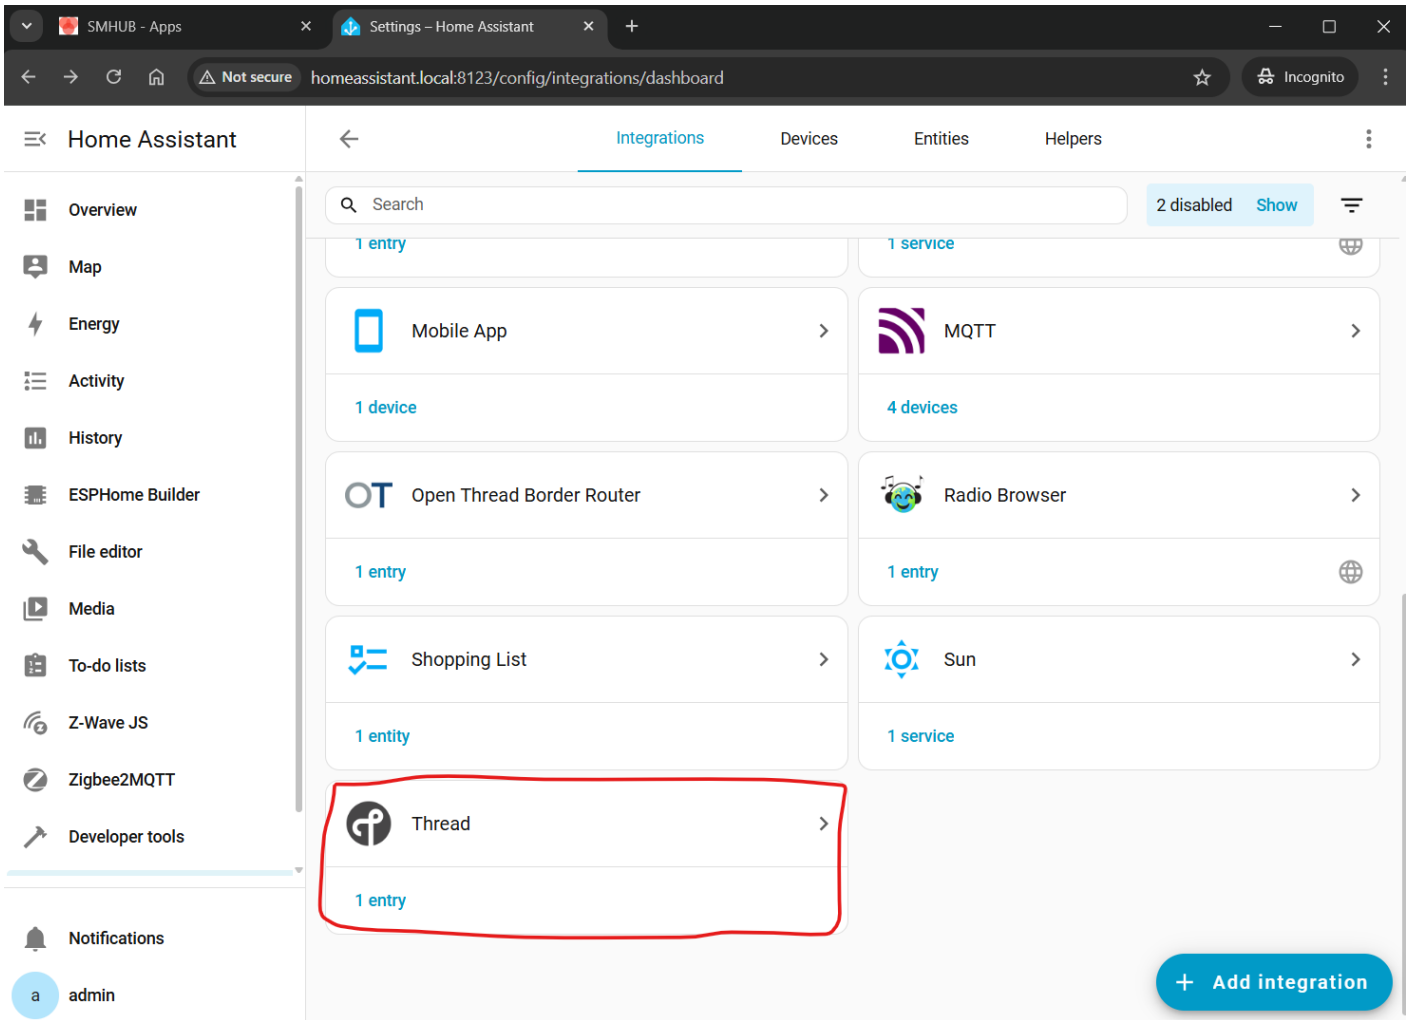 SMHUB - Apps
Settings – Home Assistant
Not secure
homeassistant.local:8123/config/integrations/dashboard
Incognito
Home Assistant
Integrations
Devices
Entities
Helpers
Overview
Map
Energy
Activity
History
ESPHome Builder
File editor
Media
To-do lists
Z-Wave JS
Zigbee2MQTT
Developer tools
Notifications
a
admin
Search
2 disabled
Show
1 entry
1 service
Mobile App
1 device
MQTT
4 devices
OT
Open Thread Border Router
1 entry
Radio Browser
1 entry
Shopping List
1 entity
Sun
1 service
Thread
1 entry
+ Add integration